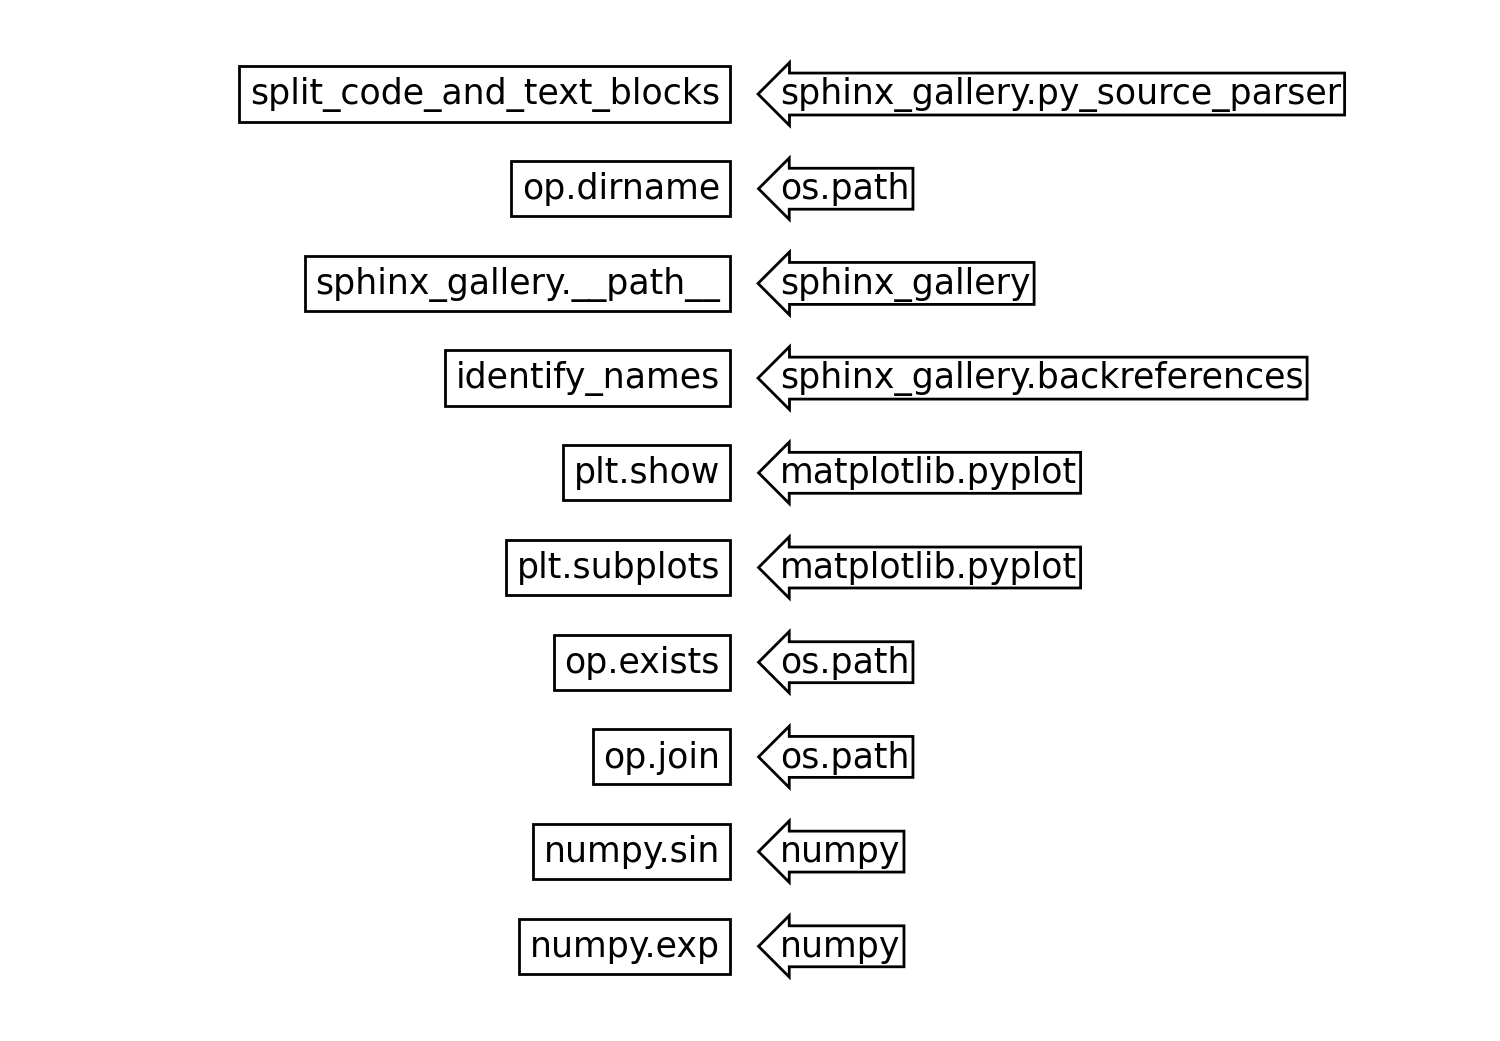 split_code_and_text_blocks sphinx_gallery.py_source_parser
op.dirname os.path
sphinx_gallery.__path__ sphinx_gallery
identify_names sphinx_gallery.backreferences
plt.show matplotlib.pyplot
plt.subplots matplotlib.pyplot
op.exists os.path
op.join os.path
numpy.sin numpy
numpy.exp numpy